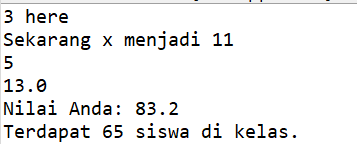 3 here
Sekarang x menjadi 11
5
13.0
Nilai Anda: 83.2
Terdapat 65 siswa di kelas.